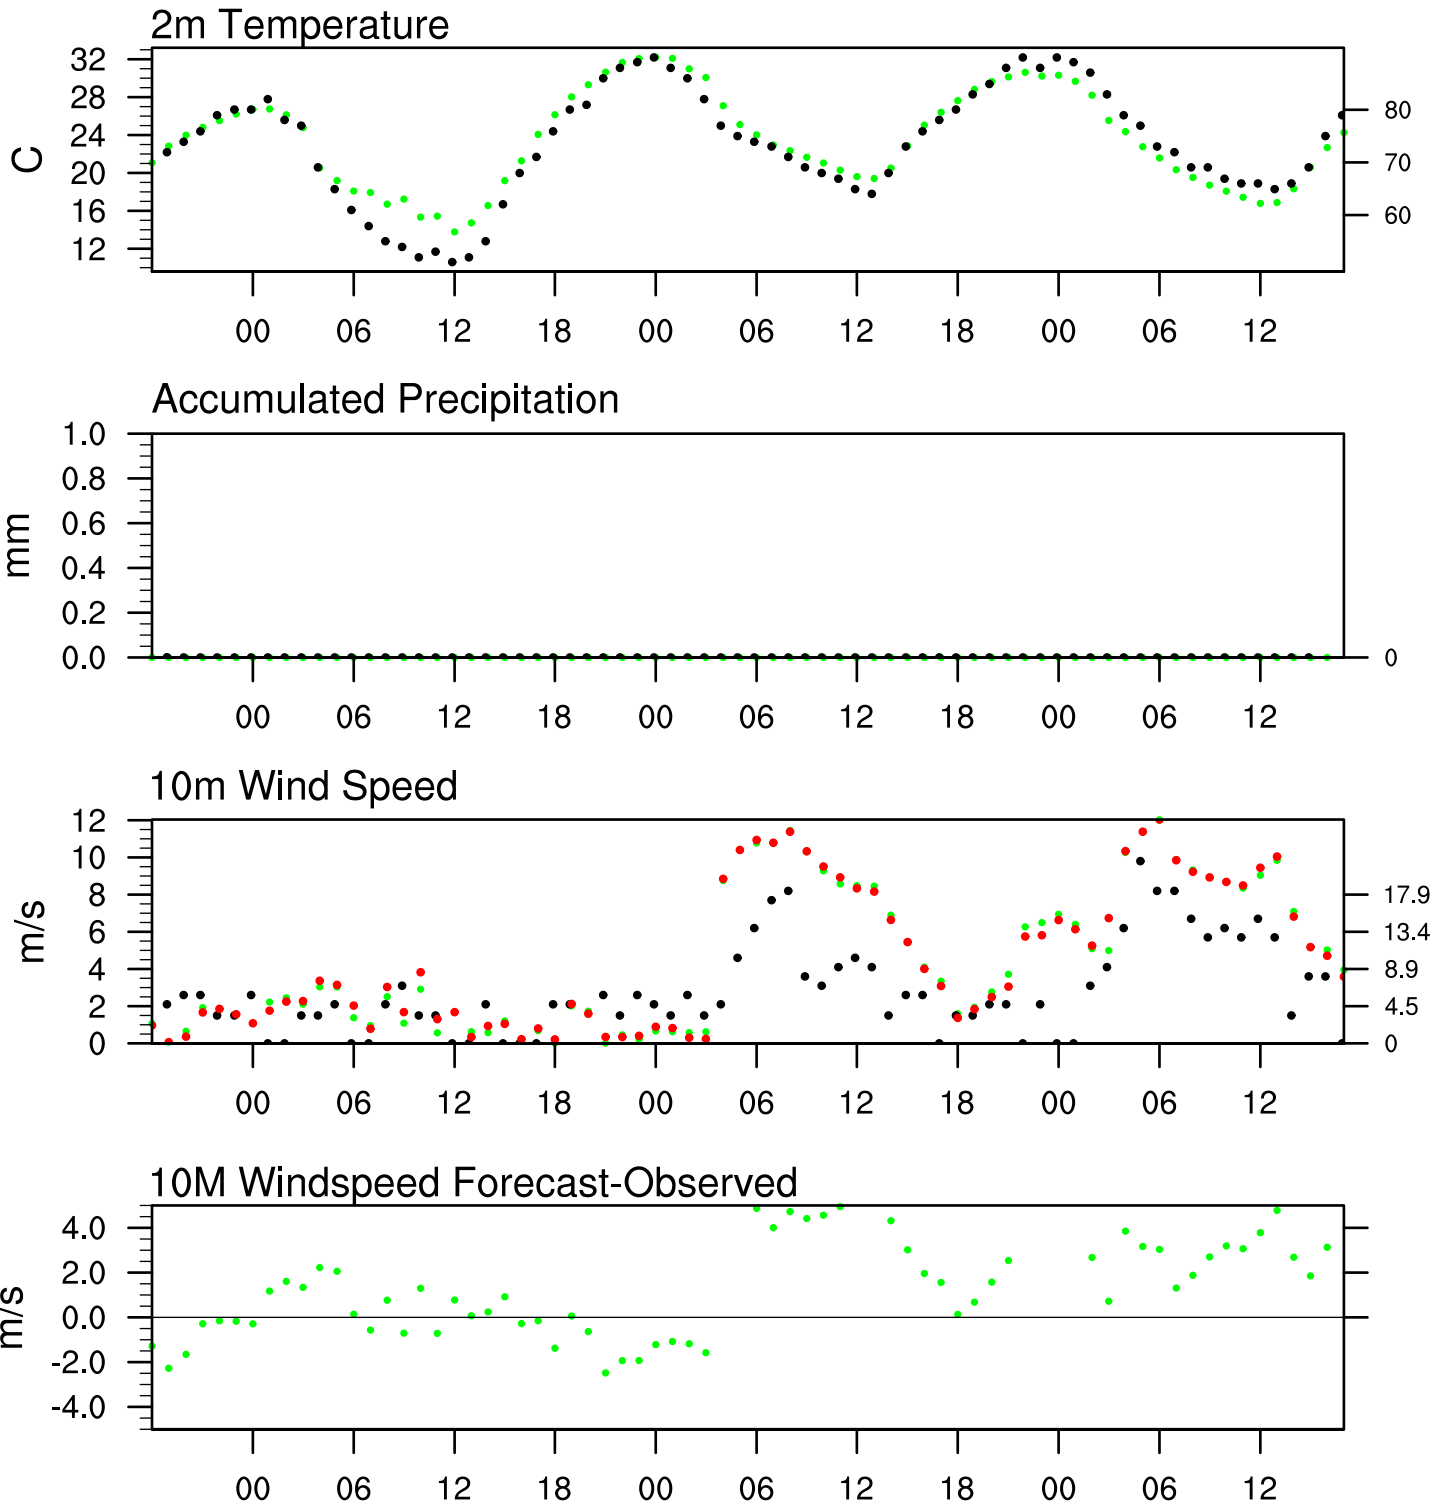 2m Temperature
32
28
24
20
16
12
C
80
70
60
00 06 12 18 00 06 12 18 00 06 12
Accumulated Precipitation
1.0
0.8
0.6
0.4
0.2
0.0
mm
0
00 06 12 18 00 06 12 18 00 06 12
10m Wind Speed
12
10
8
6
4
2
0
m/s
17.9
13.4
8.9
4.5
0
00 06 12 18 00 06 12 18 00 06 12
10M Windspeed Forecast-Observed
4.0
2.0
0.0
-2.0
-4.0
m/s
00 06 12 18 00 06 12 18 00 06 12